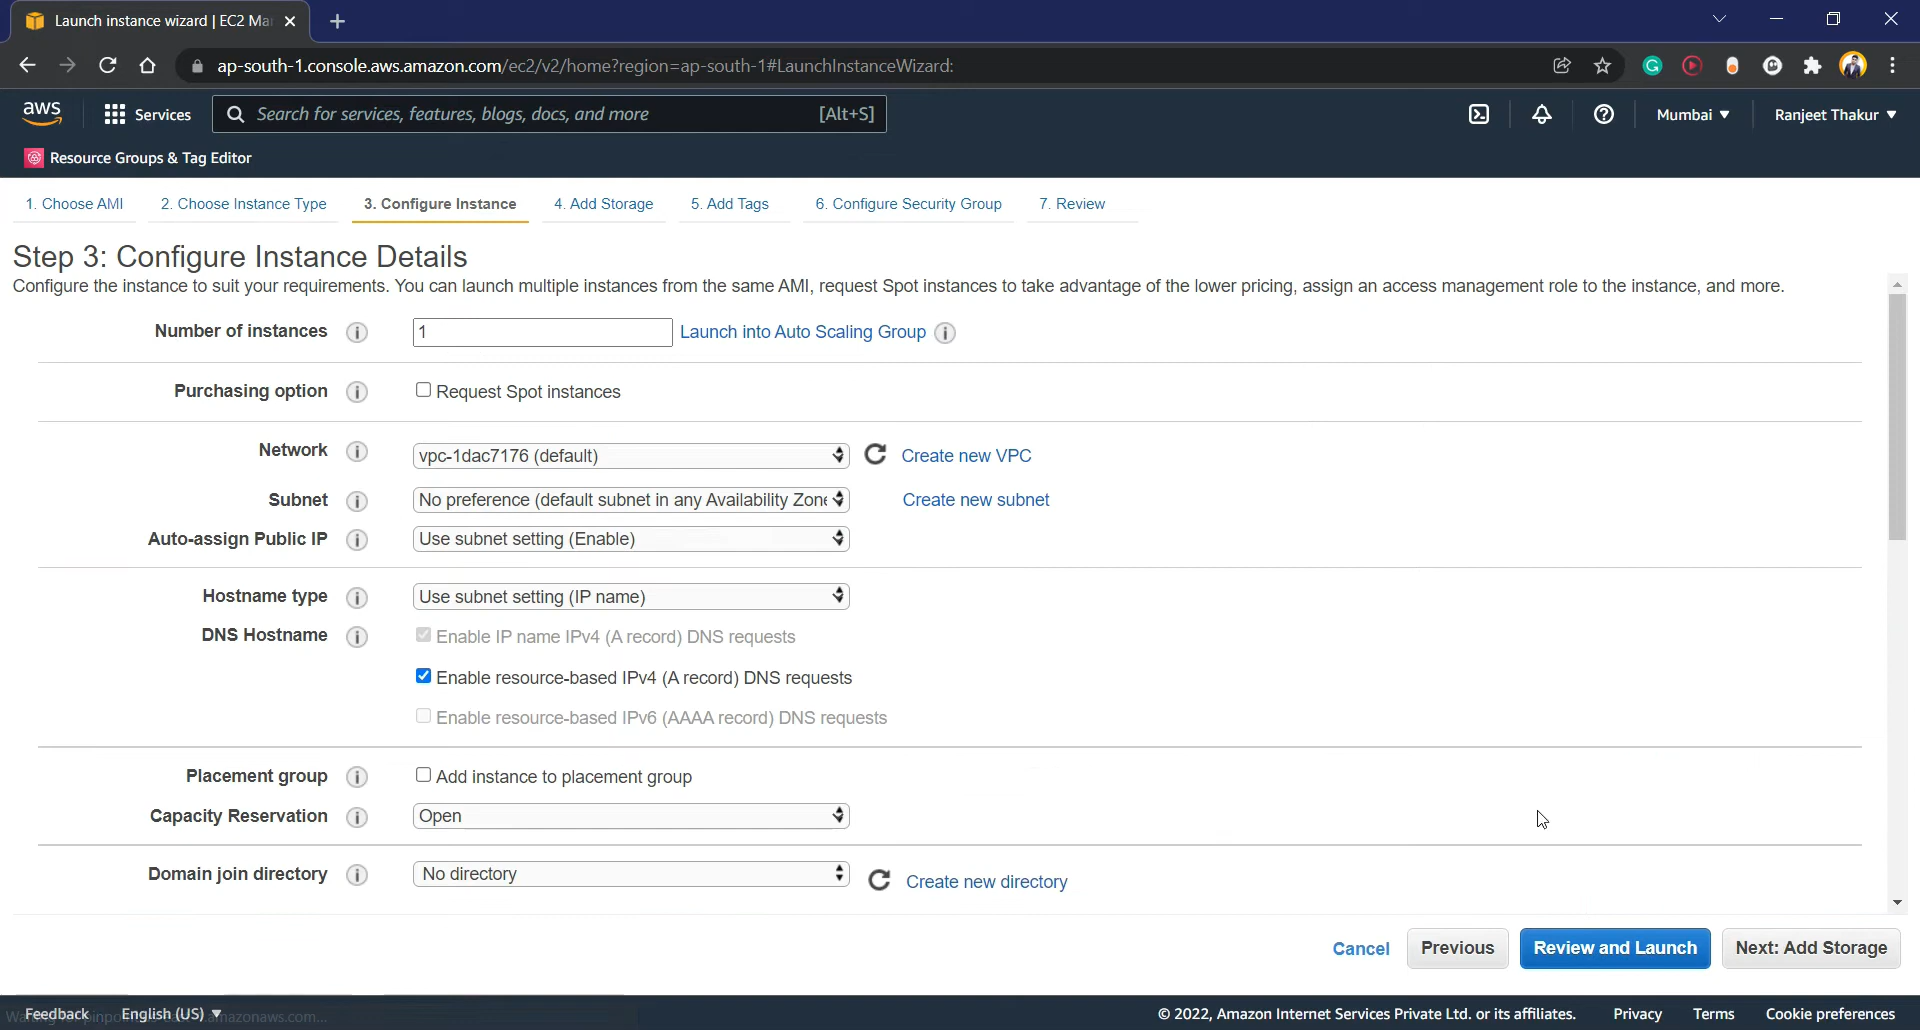 Launch instance wizard | EC2 Ma
ap-south-1.console.aws.amazon.com/ec2/v2/home?region=ap-south-1#LaunchInstanceWizard:
aws
Services
Search for services, features, blogs, docs, and more
[Alt+S]
Mumbai
Ranjeet Thakur
Resource Groups & Tag Editor
1. Choose AMI
2. Choose Instance Type
3. Configure Instance
4. Add Storage
5. Add Tags
6. Configure Security Group
7. Review
Step 3: Configure Instance Details
Configure the instance to suit your requirements. You can launch multiple instances from the same AMI, request Spot instances to take advantage of the lower pricing, assign an access management role to the instance, and more.
Number of instances
1
Launch into Auto Scaling Group
Purchasing option
Request Spot instances
Network
vpc-1dac7176 (default)
Create new VPC
Subnet
No preference (default subnet in any Availability Zone
Create new subnet
Auto-assign Public IP
Use subnet setting (Enable)
Hostname type
Use subnet setting (IP name)
DNS Hostname
Enable IP name IPv4 (A record) DNS requests
Enable resource-based IPv4 (A record) DNS requests
Enable resource-based IPv6 (AAAA record) DNS requests
Placement group
Add instance to placement group
Capacity Reservation
Open
Domain join directory
No directory
Create new directory
Cancel
Previous
Review and Launch
Next: Add Storage
Feedback
English (US)
© 2022, Amazon Internet Services Private Ltd. or its affiliates.
Privacy
Terms
Cookie preferences